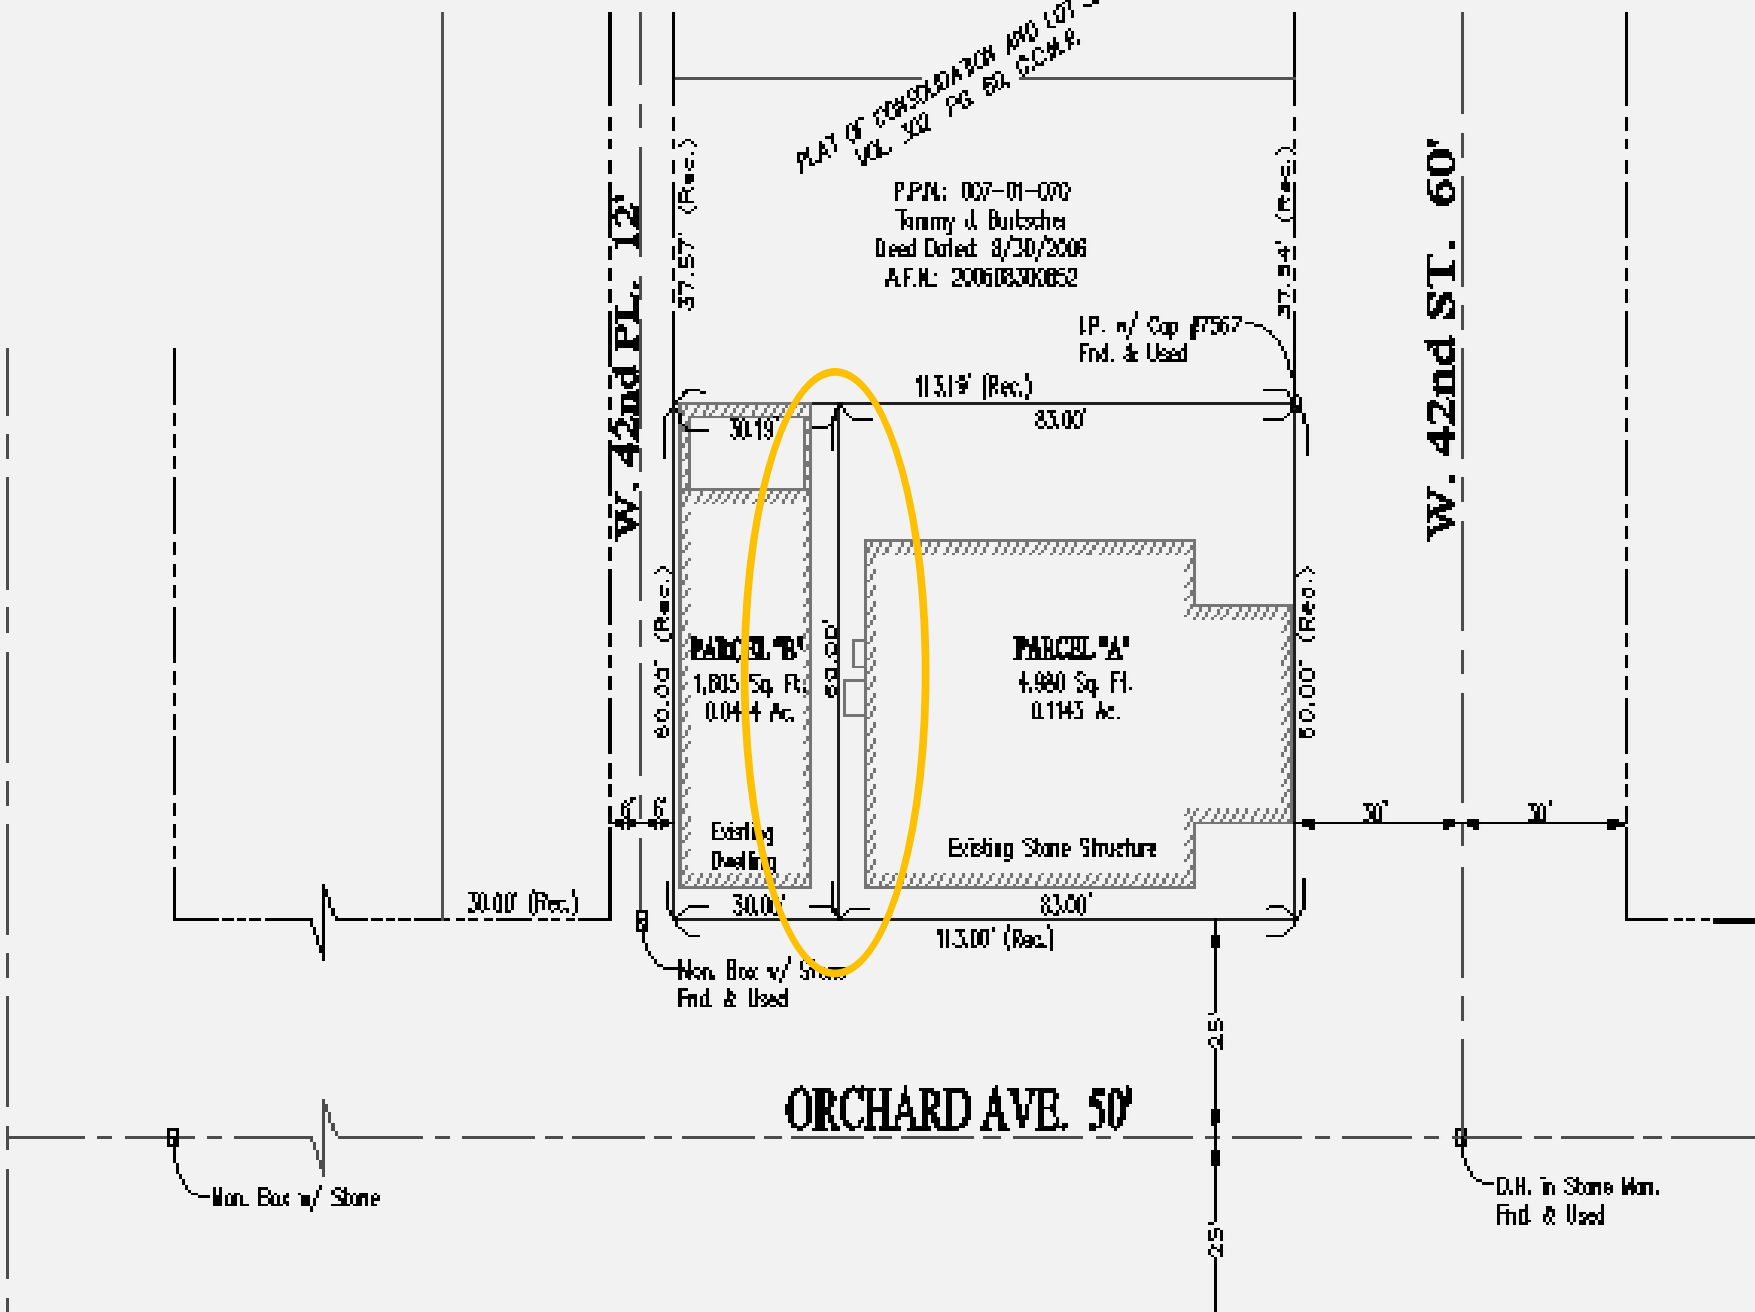 PLAT OF CONSOLIDATION AND LOT
VOL. 302 PG. 60, C.C.M.R.
P.P.N.: 007-01-070
Tammy J. Burtscher
Deed Dated: 8/30/2006
A.F.N.: 200608300852
37.57' (Rec.)
37.94' (Rec.)
W. 42nd PL. 12'
W. 42nd ST. 60'
I.P. w/ Cap #7567
Fnd. & Used
113.19' (Rec.)
30.19'
83.00'
60.00' (Rec.)
60.00'
60.00' (Rec.)
PARCEL "B"
1,805 Sq. Ft.
0.0414 Ac.
PARCEL "A"
4,980 Sq. Ft.
0.1143 Ac.
6'
6'
30'
30'
Existing
Dwelling
Existing Stone Structure
30.00' (Rec.)
30.00'
83.00'
113.00' (Rec.)
Mon. Box w/ Stone
Fnd. & Used
25'
ORCHARD AVE. 50'
Mon. Box w/ Stone
D.H. in Stone Mon.
Fnd. & Used
25'